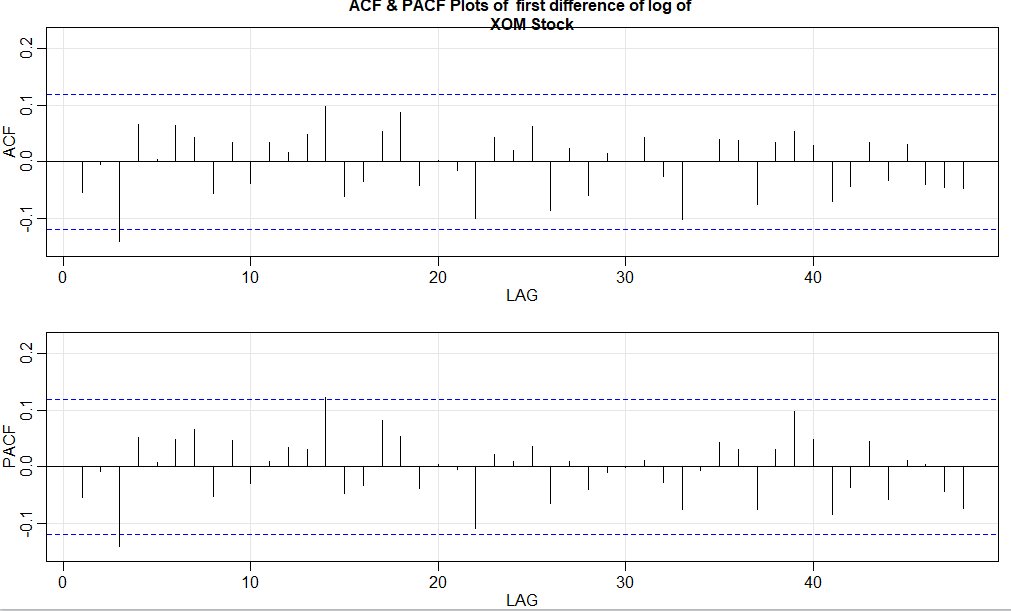 ACF & PACF Plots of first difference of log of
XOM Stock
ACF
0.2
0.1
0.0
-0.1
0 10 20 30 40
LAG
PACF
0.2
0.1
0.0
-0.1
0 10 20 30 40
LAG